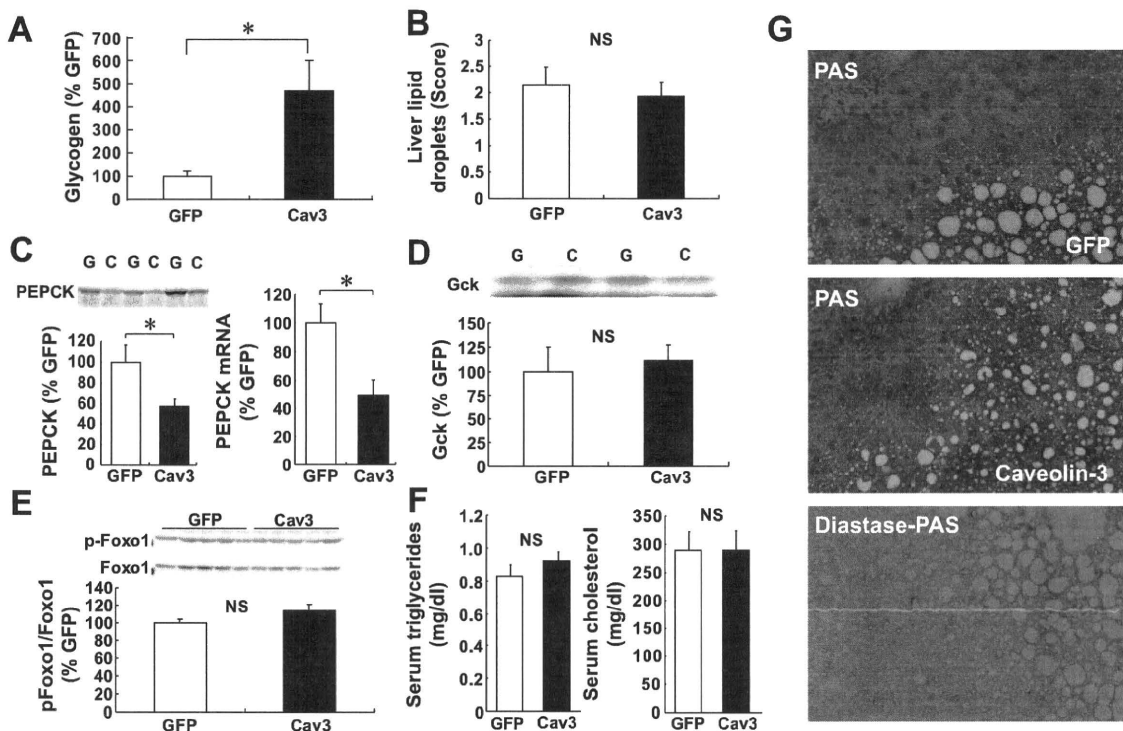 A
Glycogen (% GFP)
700
600
500
400
300
200
100
0
*
GFP Cav3
B
Liver lipid
droplets (Score)
3
2.5
2
1.5
1
0.5
0
NS
GFP Cav3
C
G C G C G C
PEPCK
PEPCK (% GFP)
120
100
80
60
40
20
0
*
GFP Cav3
PEPCK mRNA
(% GFP)
120
100
80
60
40
20
0
*
GFP Cav3
D
G C G C
Gck
Gck (% GFP)
150
125
100
75
50
25
0
NS
GFP Cav3
E
GFP Cav3
p-Foxo1
Foxo1
pFoxo1/Foxo1
(% GFP)
140
120
100
80
60
40
20
0
NS
GFP Cav3
F
Serum triglycerides
(mg/dl)
1.2
1.0
0.8
0.6
0.4
0.2
0
NS
GFP Cav3
Serum cholesterol
(mg/dl)
350
300
250
200
150
100
50
0
NS
GFP Cav3
G
PAS
GFP
PAS
Caveolin-3
Diastase-PAS